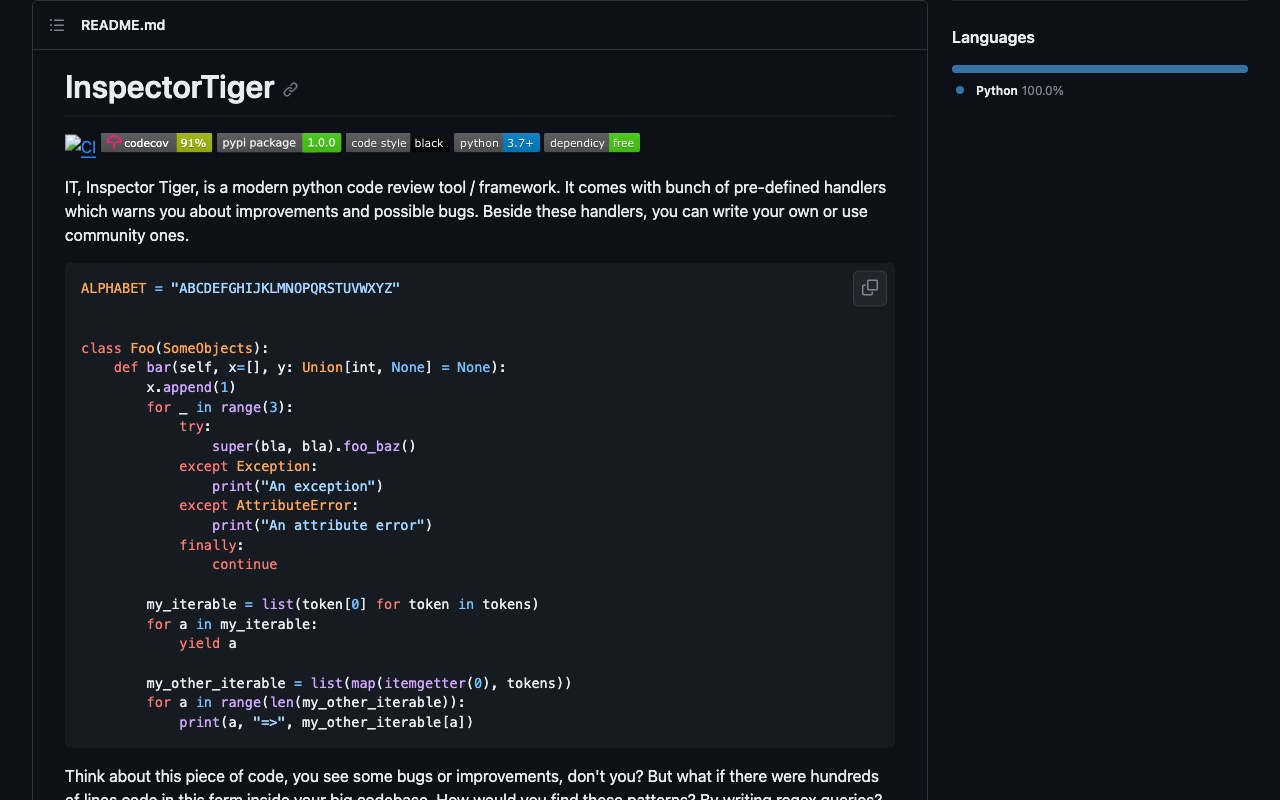 README.md
InspectorTiger
CI codecov 91% pypi package 1.0.0 code style black python 3.7+ dependicy free
IT, Inspector Tiger, is a modern python code review tool / framework. It comes with bunch of pre-defined handlers
which warns you about improvements and possible bugs. Beside these handlers, you can write your own or use
community ones.
ALPHABET = "ABCDEFGHIJKLMNOPQRSTUVWXYZ"
class Foo(SomeObjects):
    def bar(self, x=[], y: Union[int, None] = None):
        x.append(1)
        for _ in range(3):
            try:
                super(bla, bla).foo_baz()
            except Exception:
                print("An exception")
            except AttributeError:
                print("An attribute error")
            finally:
                continue
        my_iterable = list(token[0] for token in tokens)
        for a in my_iterable:
            yield a
        my_other_iterable = list(map(itemgetter(0), tokens))
        for a in range(len(my_other_iterable)):
            print(a, "=>", my_other_iterable[a])
Think about this piece of code, you see some bugs or improvements, don't you? But what if there were hundreds
of lines code in this form inside your big codebase. How would you find these patterns? By writing regex queries?
Languages
Python 100.0%